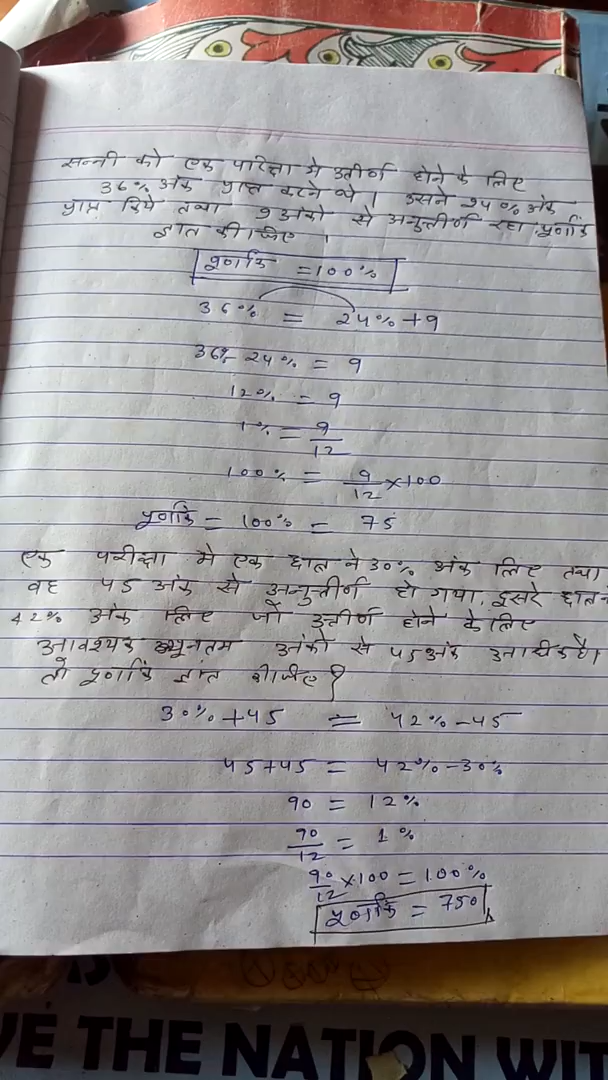 सन्नी को एक परिक्षा मे उत्तीर्ण होने के लिए
36% अंक प्राप्त करने थे । उसने 24% अंक
प्राप्त किये तथा 9 अंको से अनुत्तीर्ण रहा, पूर्णांक
ज्ञात कीजिए ।
पूर्णांक = 100%
36% = 24% + 9
36% - 24% = 9
12% = 9
1% = 9/12
100% = 9/12 × 100
पूर्णांक = 100% = 75
एक परीक्षा मे एक छात्र ने 30% अंक लिए तथा
वह 45 अंक से अनुत्तीर्ण हो गया, दूसरे छात्र ने
42% अंक लिए जो उत्तीर्ण होने के लिए
आवश्यक न्यूनतम अंको से 45 अंक अधिक है।
तो पूर्णांक ज्ञात कीजिए ?
30% + 45 = 42% - 45
45 + 45 = 42% - 30%
90 = 12%
90/12 = 1%
90/12 × 100 = 100%
पूर्णांक = 750
VE THE NATION WIT